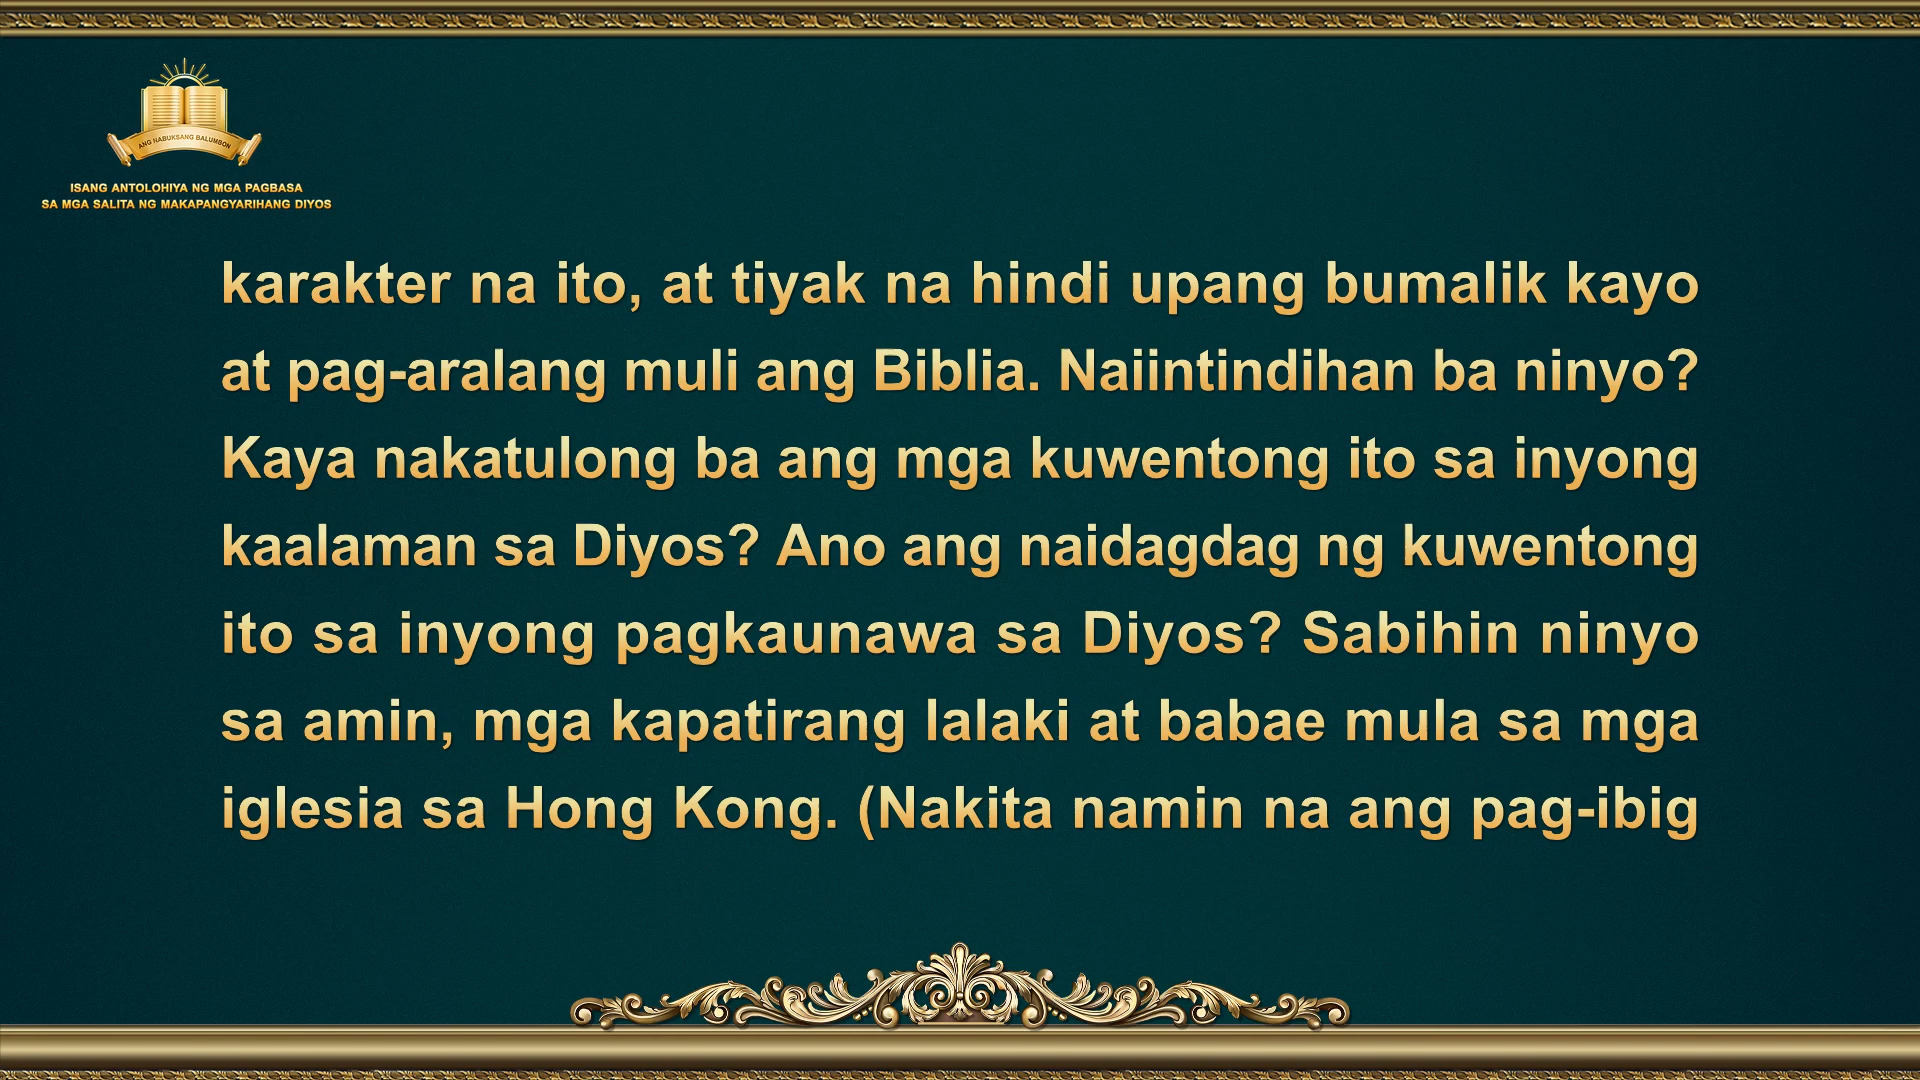 ANG NABUKSANG BALUMBON
ISANG ANTOLOHIYA NG MGA PAGBASA
SA MGA SALITA NG MAKAPANGYARIHANG DIYOS
karakter na ito, at tiyak na hindi upang bumalik kayo
at pag-aralang muli ang Biblia. Naiintindihan ba ninyo?
Kaya nakatulong ba ang mga kuwentong ito sa inyong
kaalaman sa Diyos? Ano ang naidagdag ng kuwentong
ito sa inyong pagkaunawa sa Diyos? Sabihin ninyo
sa amin, mga kapatirang lalaki at babae mula sa mga
iglesia sa Hong Kong. (Nakita namin na ang pag-ibig